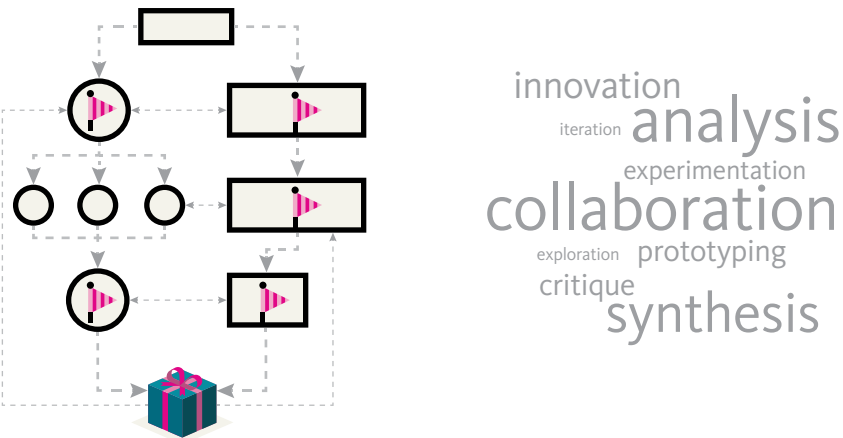 innovation
iteration analysis
experimentation
collaboration
exploration prototyping
critique
synthesis